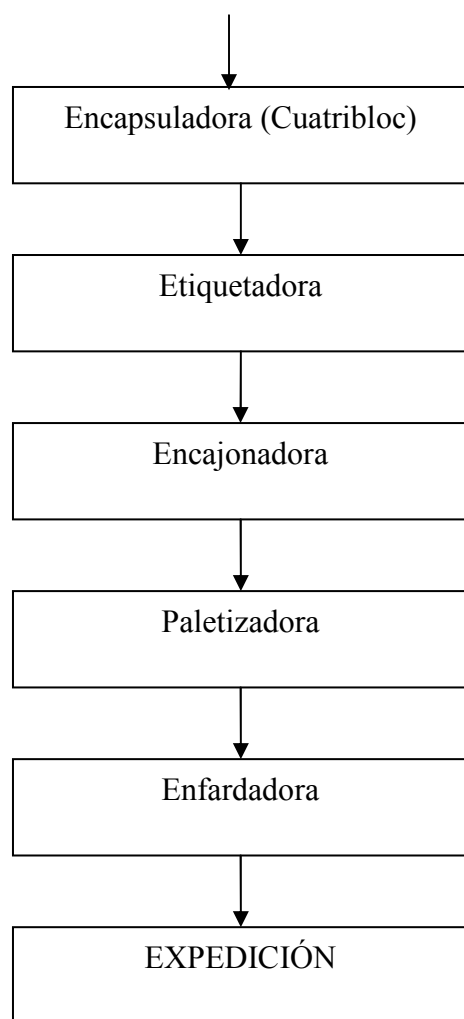 Encapsuladora (Cuatribloc)
Etiquetadora
Encajonadora
Paletizadora
Enfardadora
EXPEDICIÓN